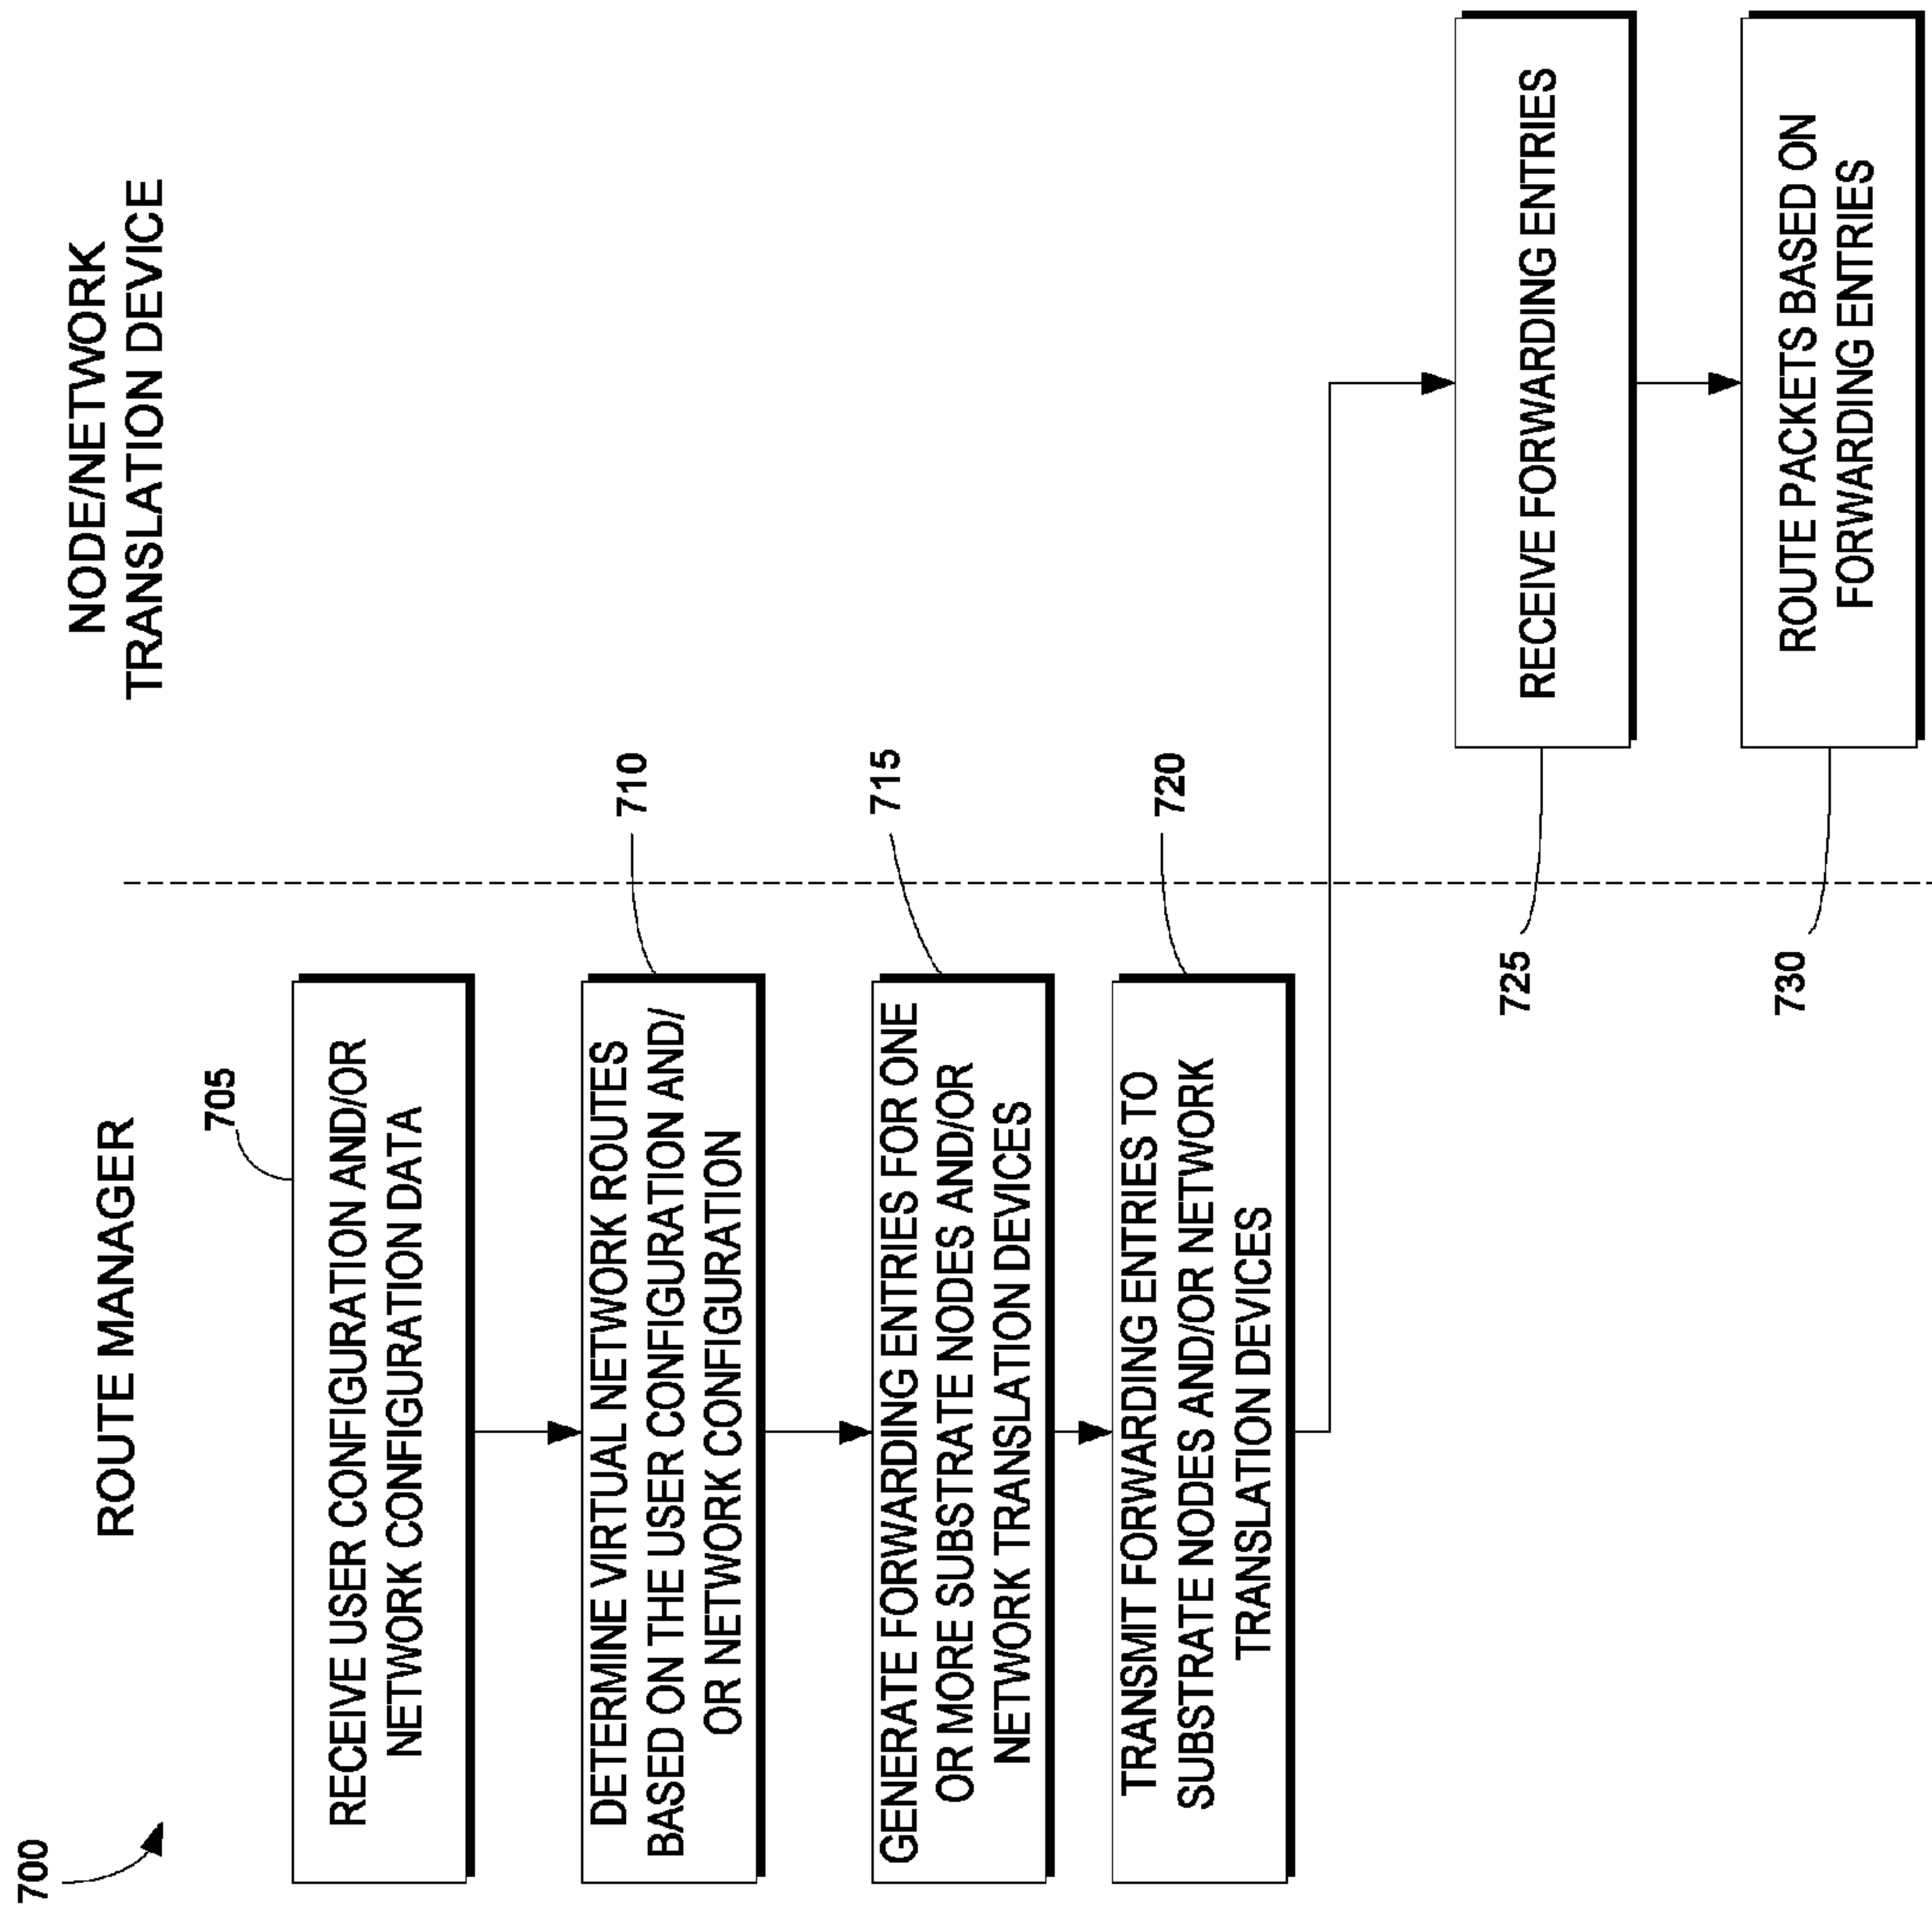 700
ROUTE MANAGER
NODE/NETWORK
TRANSLATION DEVICE
705
RECEIVE USER CONFIGURATION AND/OR
NETWORK CONFIGURATION DATA
710
DETERMINE VIRTUAL NETWORK ROUTES
BASED ON THE USER CONFIGURATION AND/
OR NETWORK CONFIGURATION
715
GENERATE FORWARDING ENTRIES FOR ONE
OR MORE SUBSTRATE NODES AND/OR
NETWORK TRANSLATION DEVICES
720
TRANSMIT FORWARDING ENTRIES TO
SUBSTRATE NODES AND/OR NETWORK
TRANSLATION DEVICES
725
RECEIVE FORWARDING ENTRIES
730
ROUTE PACKETS BASED ON
FORWARDING ENTRIES